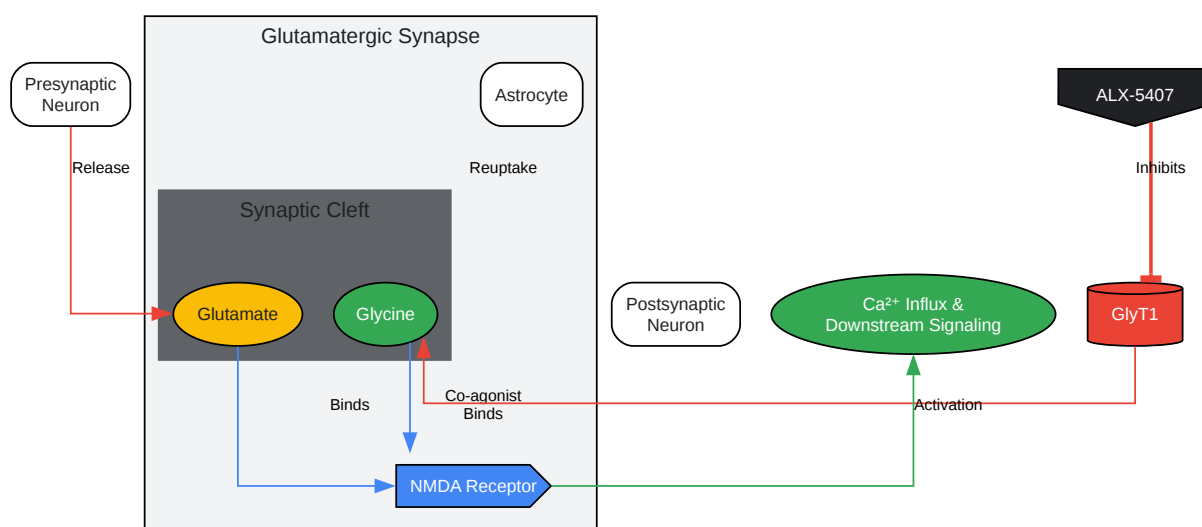 Glutamatergic Synapse
Presynaptic
Neuron
Astrocyte
ALX-5407
Release
Reuptake
Inhibits
Synaptic Cleft
Glutamate
Glycine
Postsynaptic
Neuron
Ca²⁺ Influx &
Downstream Signaling
GlyT1
Binds
Co-agonist
Binds
Activation
NMDA Receptor